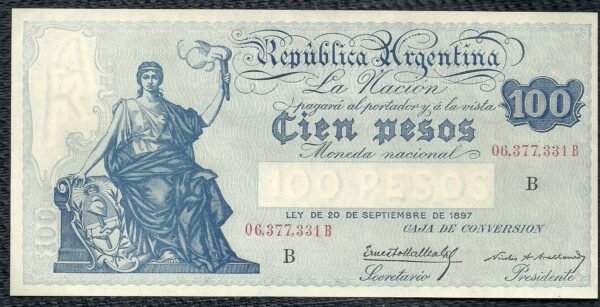 República Argentina
La Nacion
pagará al portador y á la vista
100
Cien pesos
Moneda nacional
06,377,331 B
100 PESOS
B
LEY DE 20 DE SEPTIEMBRE DE 1897
06,377,331 B
CAJA DE CONVERSION
B
Secretario
Presidente
100